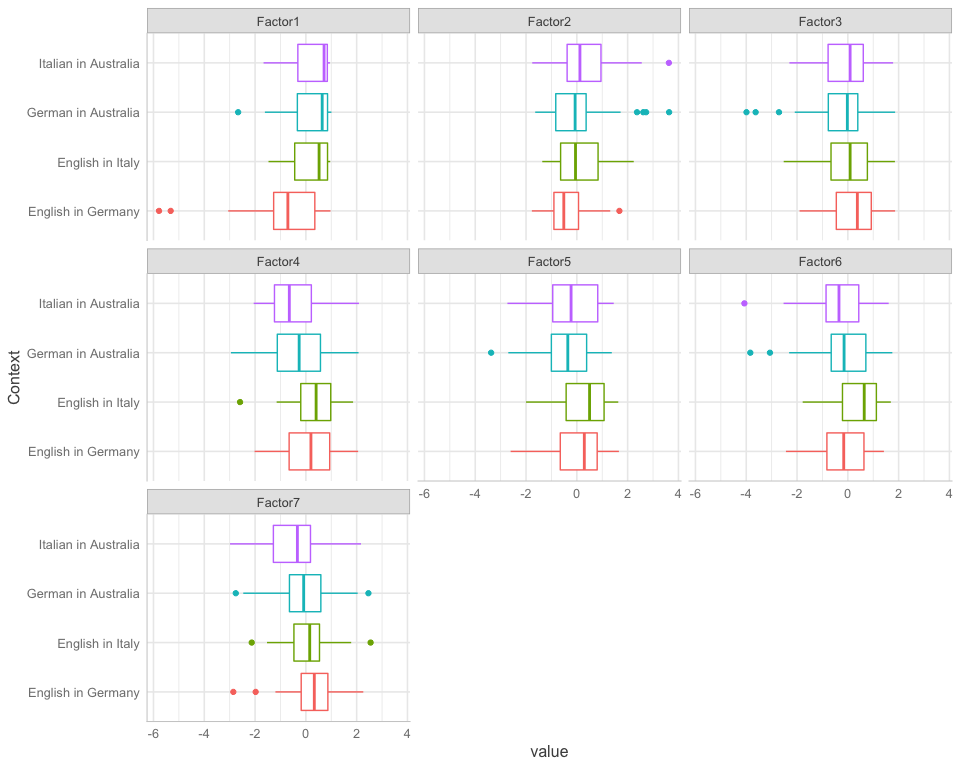 Factor1 Factor2 Factor3
Italian in Australia
German in Australia
English in Italy
English in Germany
Factor4 Factor5 Factor6
Italian in Australia
German in Australia
English in Italy
English in Germany
-6 -4 -2 0 2 4 -6 -4 -2 0 2 4
Factor7
Italian in Australia
German in Australia
English in Italy
English in Germany
-6 -4 -2 0 2 4
Context
value